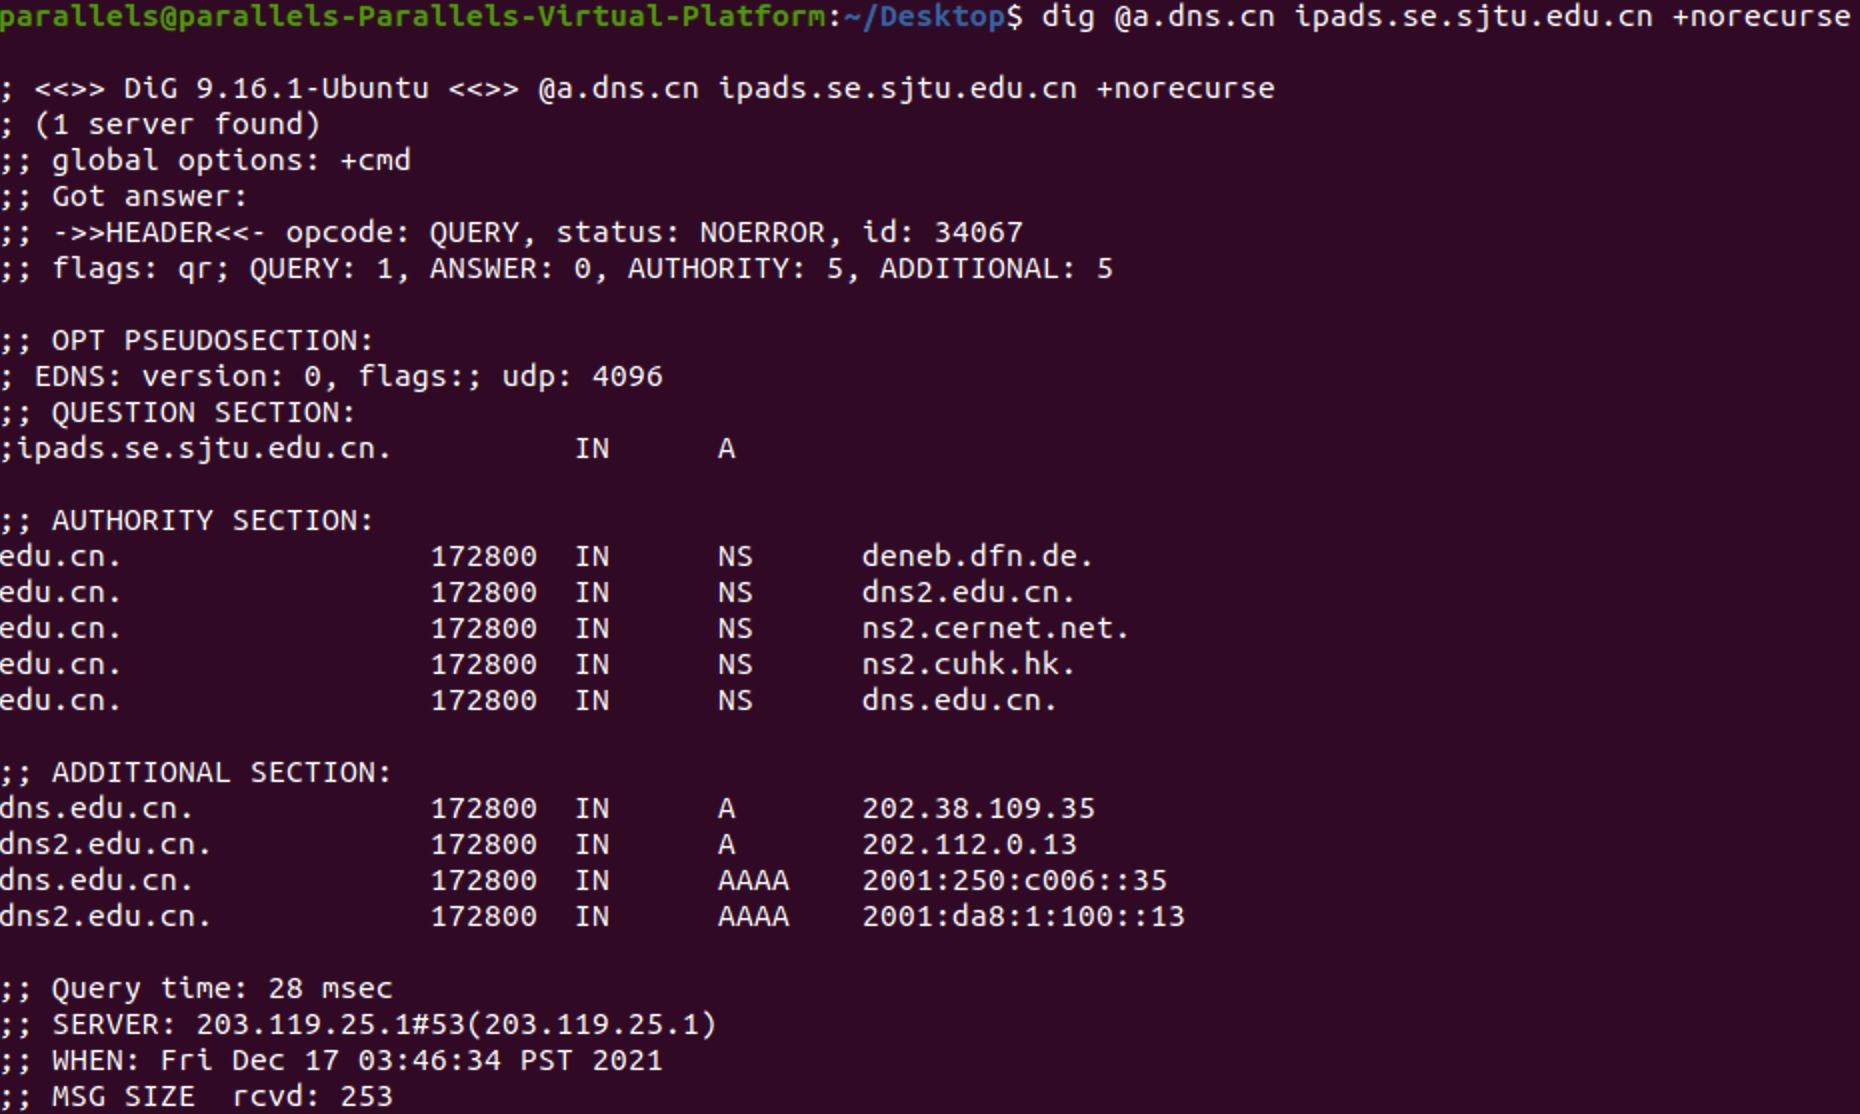 parallels@parallels-Parallels-Virtual-Platform:~/Desktop$ dig @a.dns.cn ipads.se.sjtu.edu.cn +norecurse
; <<>> DiG 9.16.1-Ubuntu <<>> @a.dns.cn ipads.se.sjtu.edu.cn +norecurse
; (1 server found)
;; global options: +cmd
;; Got answer:
;; ->>HEADER<<- opcode: QUERY, status: NOERROR, id: 34067
;; flags: qr; QUERY: 1, ANSWER: 0, AUTHORITY: 5, ADDITIONAL: 5
;; OPT PSEUDOSECTION:
; EDNS: version: 0, flags:; udp: 4096
;; QUESTION SECTION:
;ipads.se.sjtu.edu.cn. IN A
;; AUTHORITY SECTION:
edu.cn. 172800 IN NS deneb.dfn.de.
edu.cn. 172800 IN NS dns2.edu.cn.
edu.cn. 172800 IN NS ns2.cernet.net.
edu.cn. 172800 IN NS ns2.cuhk.hk.
edu.cn. 172800 IN NS dns.edu.cn.
;; ADDITIONAL SECTION:
dns.edu.cn. 172800 IN A 202.38.109.35
dns2.edu.cn. 172800 IN A 202.112.0.13
dns.edu.cn. 172800 IN AAAA 2001:250:c006::35
dns2.edu.cn. 172800 IN AAAA 2001:da8:1:100::13
;; Query time: 28 msec
;; SERVER: 203.119.25.1#53(203.119.25.1)
;; WHEN: Fri Dec 17 03:46:34 PST 2021
;; MSG SIZE rcvd: 253